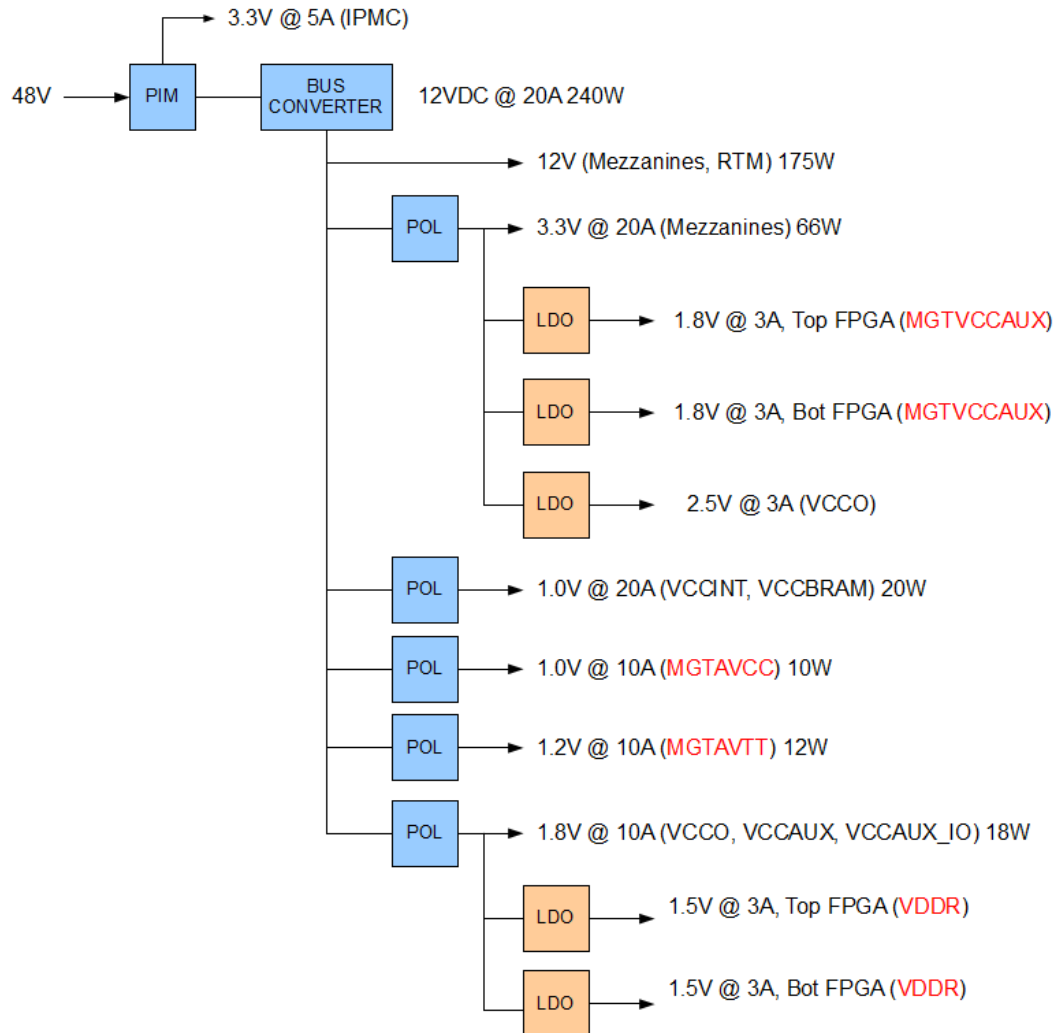 3.3V @ 5A (IPMC)
48V
PIM
BUS
CONVERTER
12VDC @ 20A 240W
12V (Mezzanines, RTM) 175W
POL
3.3V @ 20A (Mezzanines) 66W
LDO
1.8V @ 3A, Top FPGA (MGTVCCAUX)
LDO
1.8V @ 3A, Bot FPGA (MGTVCCAUX)
LDO
2.5V @ 3A (VCCO)
POL
1.0V @ 20A (VCCINT, VCCBRAM) 20W
POL
1.0V @ 10A (MGTAVCC) 10W
POL
1.2V @ 10A (MGTAVTT) 12W
POL
1.8V @ 10A (VCCO, VCCAUX, VCCAUX_IO) 18W
LDO
1.5V @ 3A, Top FPGA (VDDR)
LDO
1.5V @ 3A, Bot FPGA (VDDR)